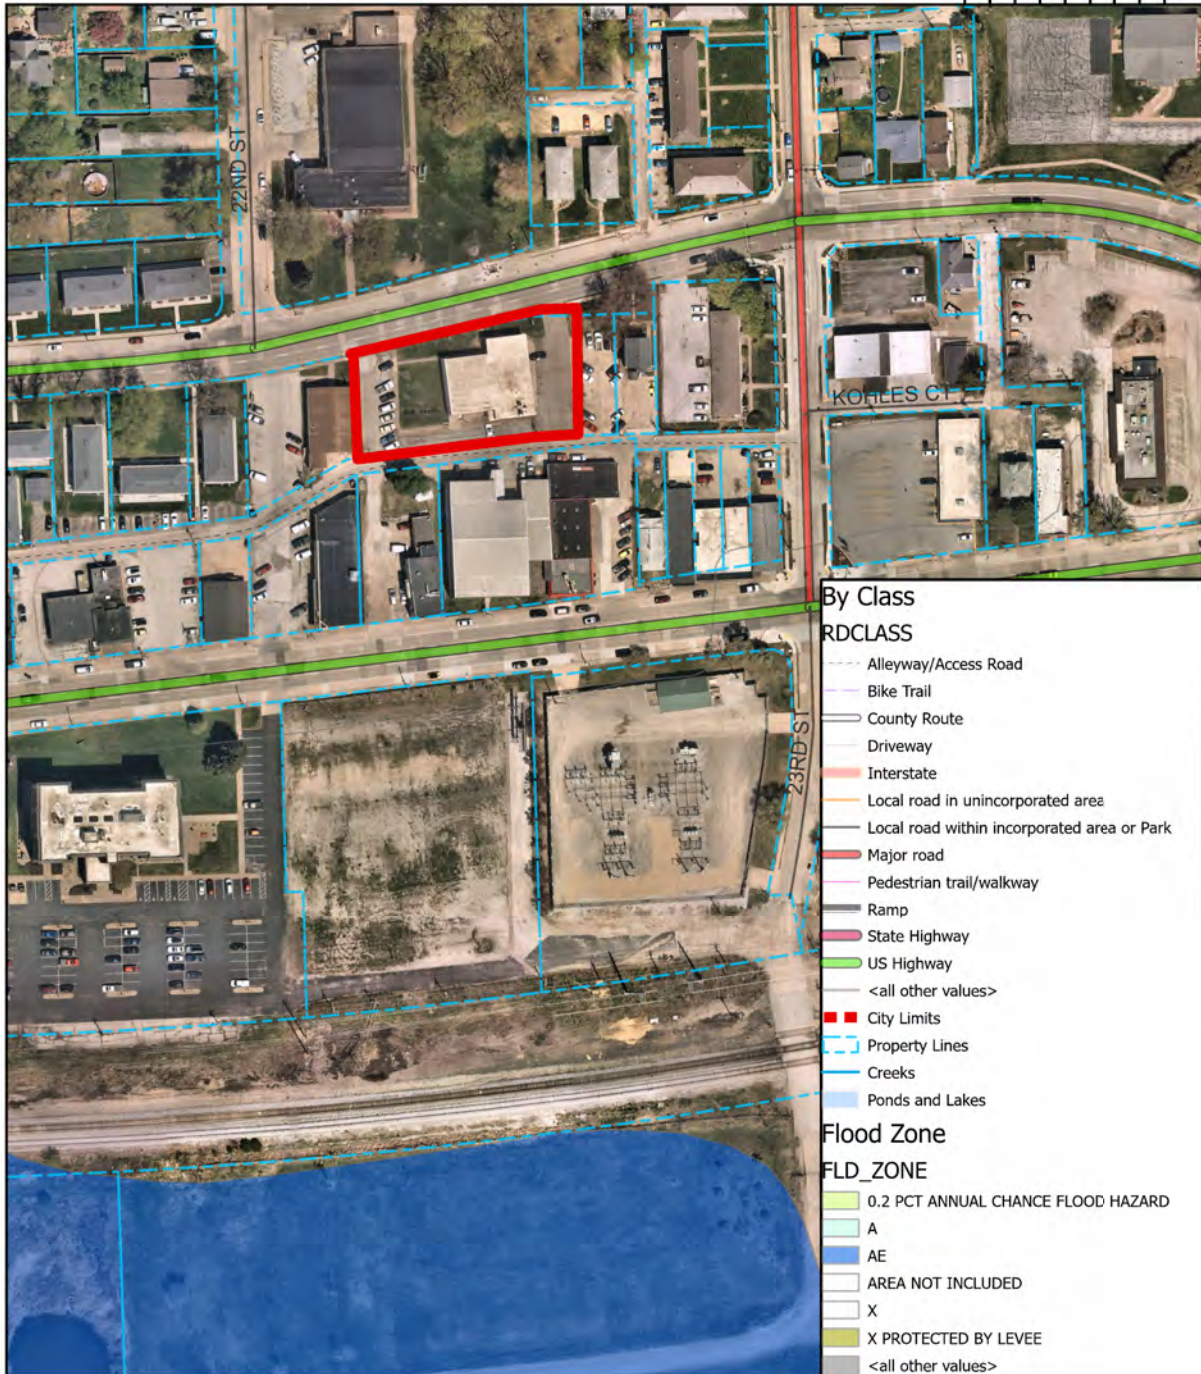 22ND ST
KOHLES CT
23RD ST
By Class
RDCLASS
Alleyway/Access Road
Bike Trail
County Route
Driveway
Interstate
Local road in unincorporated area
Local road within incorporated area or Park
Major road
Pedestrian trail/walkway
Ramp
State Highway
US Highway
<all other values>
City Limits
Property Lines
Creeks
Ponds and Lakes
Flood Zone
FLD_ZONE
0.2 PCT ANNUAL CHANCE FLOOD HAZARD
A
AE
AREA NOT INCLUDED
X
X PROTECTED BY LEVEE
<all other values>